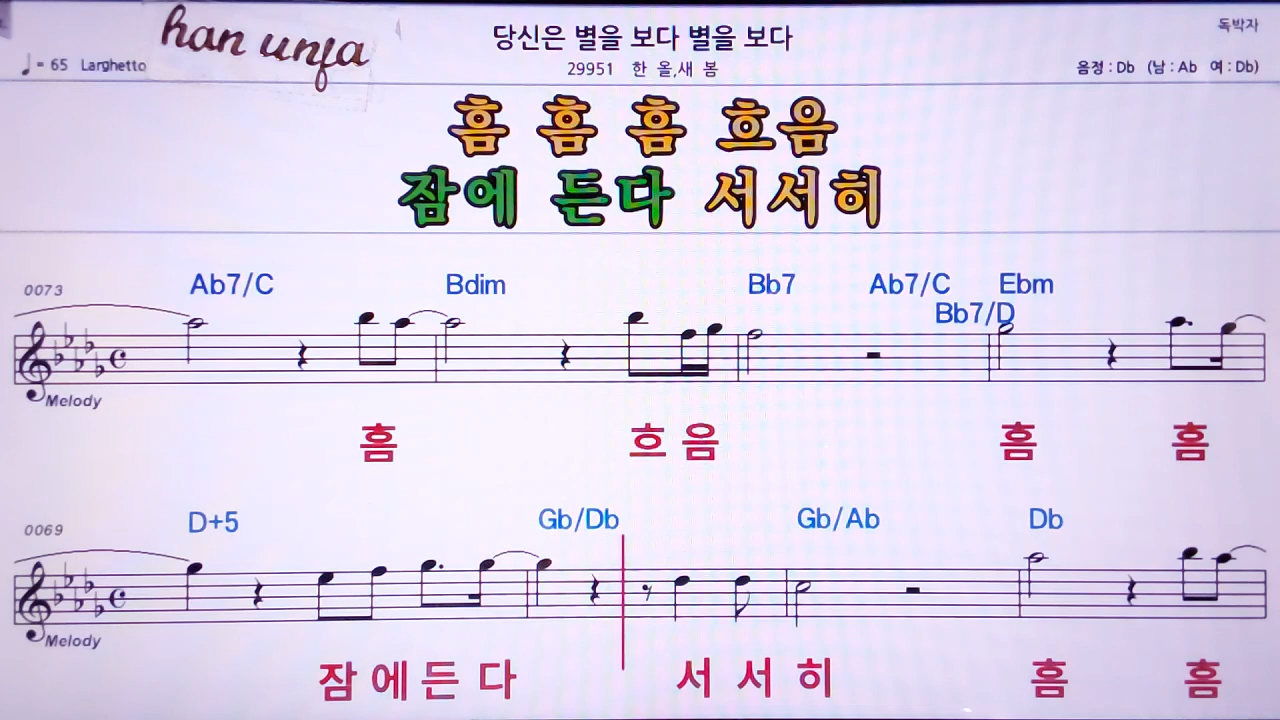 han unfa
당신은 별을 보다 별을 보다
독박자
♩= 65 Larghetto
29951 한 올,새 봄
음정 : Db (남 : Ab 여 : Db)
흠 흠 흠 흐음
잠에 든다 서서히
0073
Ab7/C Bdim Bb7 Ab7/C Bb7/D Ebm
Melody
흠 흐 음 흠 흠
0069
D+5 Gb/Db Gb/Ab Db
Melody
잠 에 든 다 서 서 히 흠 흠